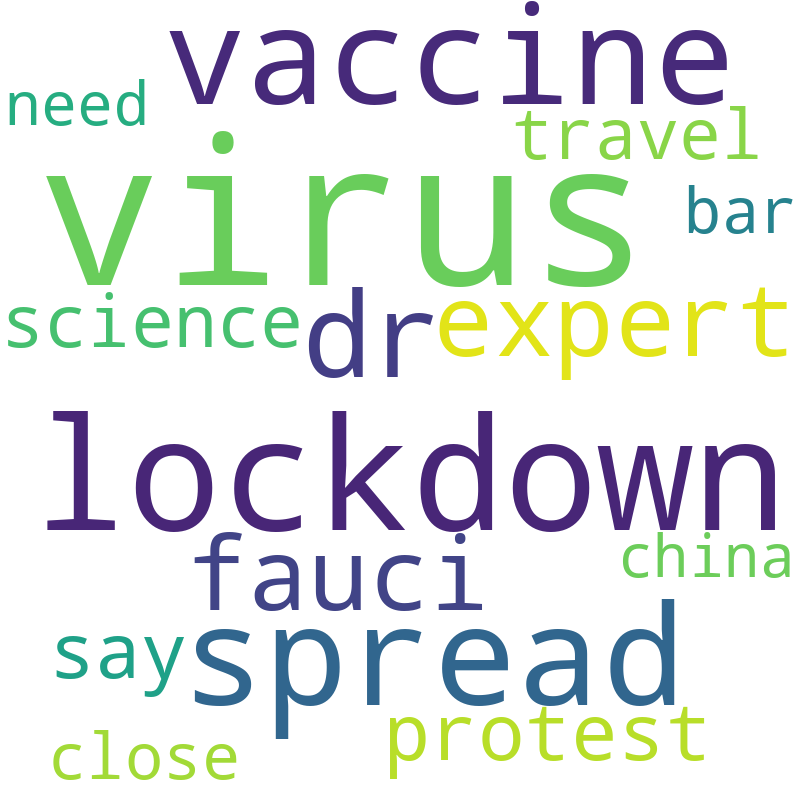 vaccine
need
travel
virus
bar
science
dr
expert
lockdown
fauci
china
say
spread
protest
close